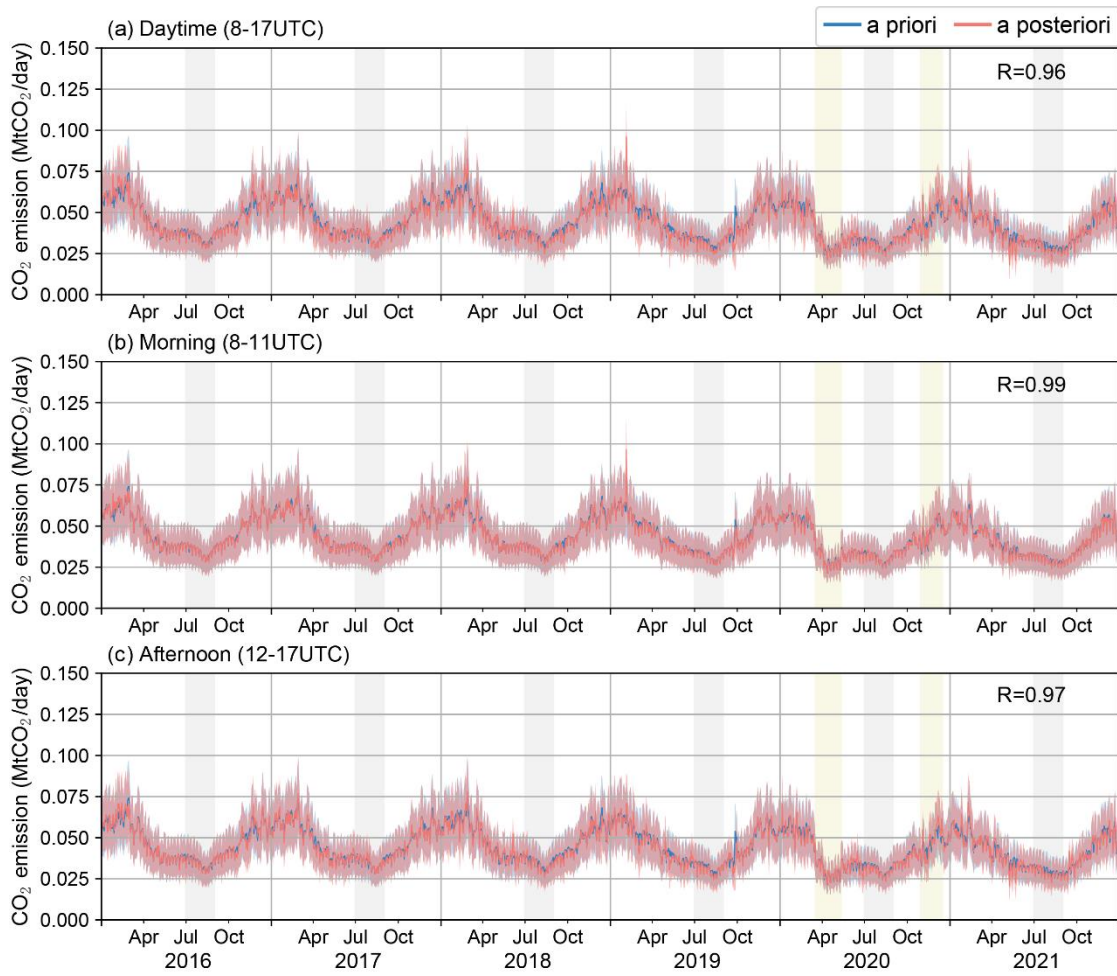 (a) Daytime (8-17UTC)
a priori a posteriori
R=0.96
CO₂ emission (MtCO₂/day)
0.150
0.125
0.100
0.075
0.050
0.025
0.000
Apr Jul Oct Apr Jul Oct Apr Jul Oct Apr Jul Oct Apr Jul Oct Apr Jul Oct
(b) Morning (8-11UTC)
R=0.99
CO₂ emission (MtCO₂/day)
0.150
0.125
0.100
0.075
0.050
0.025
0.000
Apr Jul Oct Apr Jul Oct Apr Jul Oct Apr Jul Oct Apr Jul Oct Apr Jul Oct
(c) Afternoon (12-17UTC)
R=0.97
CO₂ emission (MtCO₂/day)
0.150
0.125
0.100
0.075
0.050
0.025
0.000
Apr Jul Oct Apr Jul Oct Apr Jul Oct Apr Jul Oct Apr Jul Oct Apr Jul Oct
2016 2017 2018 2019 2020 2021